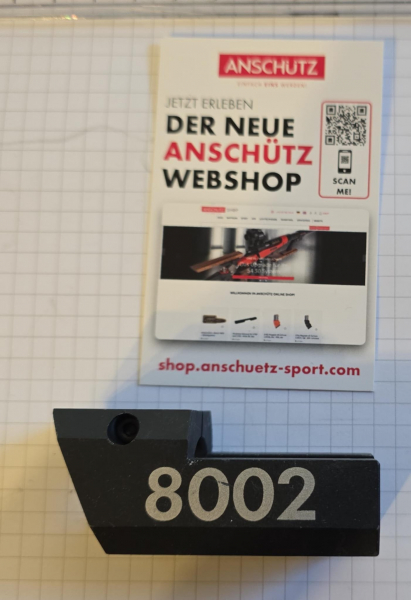 ANSCHÜTZ
JETZT ERLEBEN
DER NEUE
ANSCHÜTZ
WEBSHOP
SCAN
ME!
shop.anschuetz-sport.com
8002